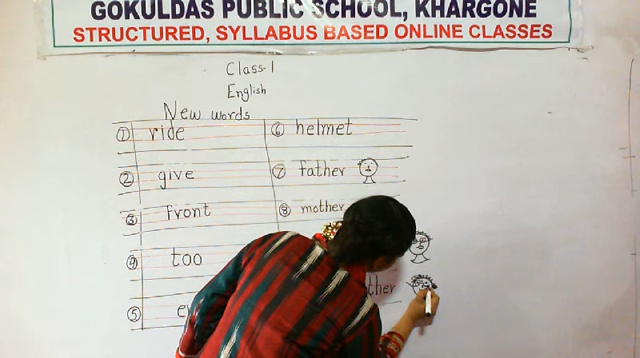 GOKULDAS PUBLIC SCHOOL, KHARGONE
STRUCTURED, SYLLABUS BASED ONLINE CLASSES
Class-1
English
New words
① ride
② give
③ front
④ too
⑤
⑥ helmet
⑦ father
⑧ mother